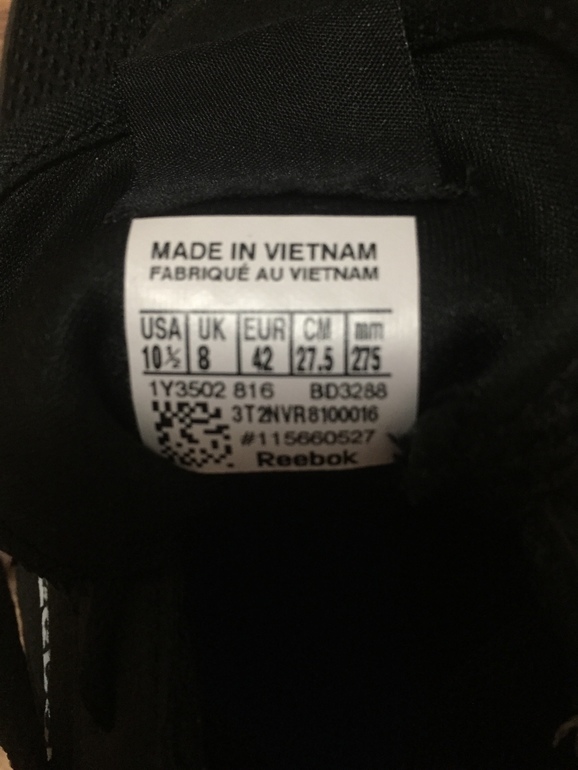 MADE IN VIETNAM
FABRIQUÉ AU VIETNAM
USA UK EUR CM mm
10½ 8 42 27.5 275
1Y3502 816 BD3288
3T2NVR8100016
#115660527
Reebok